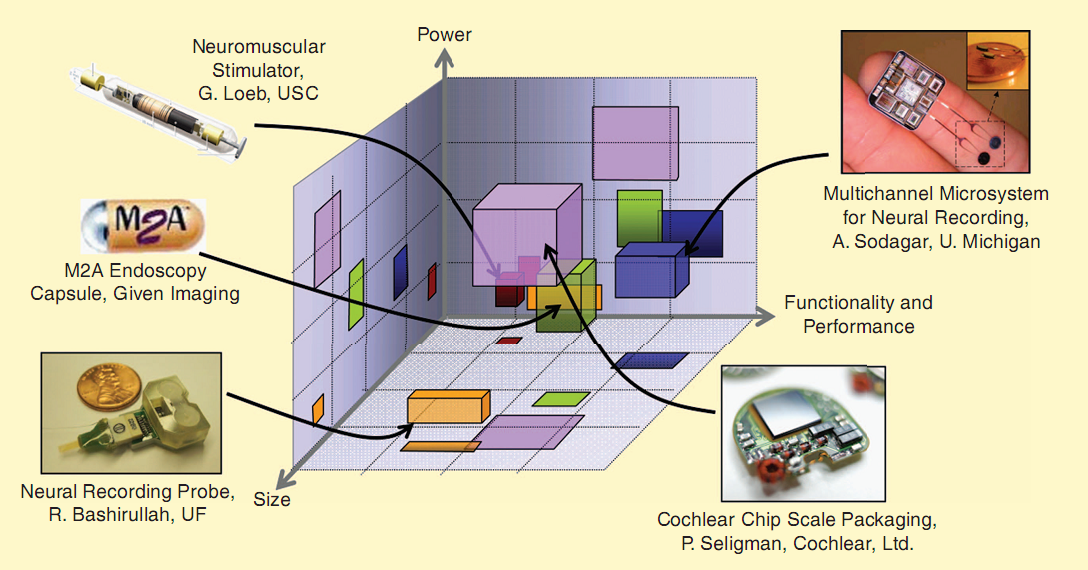 Power
Neuromuscular
Stimulator,
G. Loeb, USC
M2A
M2A Endoscopy
Capsule, Given Imaging
Neural Recording Probe,
R. Bashirullah, UF
Size
Multichannel Microsystem
for Neural Recording,
A. Sodagar, U. Michigan
Functionality and
Performance
Cochlear Chip Scale Packaging,
P. Seligman, Cochlear, Ltd.